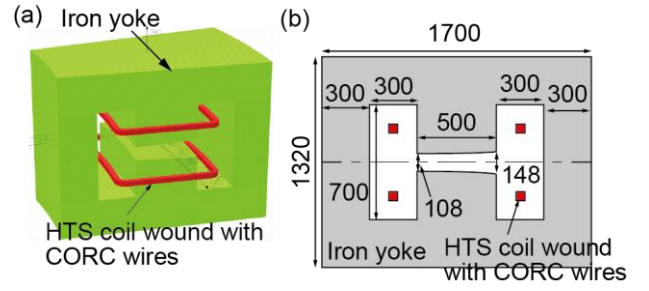 (a)
Iron yoke
HTS coil wound with
CORC wires
(b)
1700
300
300
300
300
500
1320
700
108
148
Iron yoke
HTS coil wound
with CORC wires